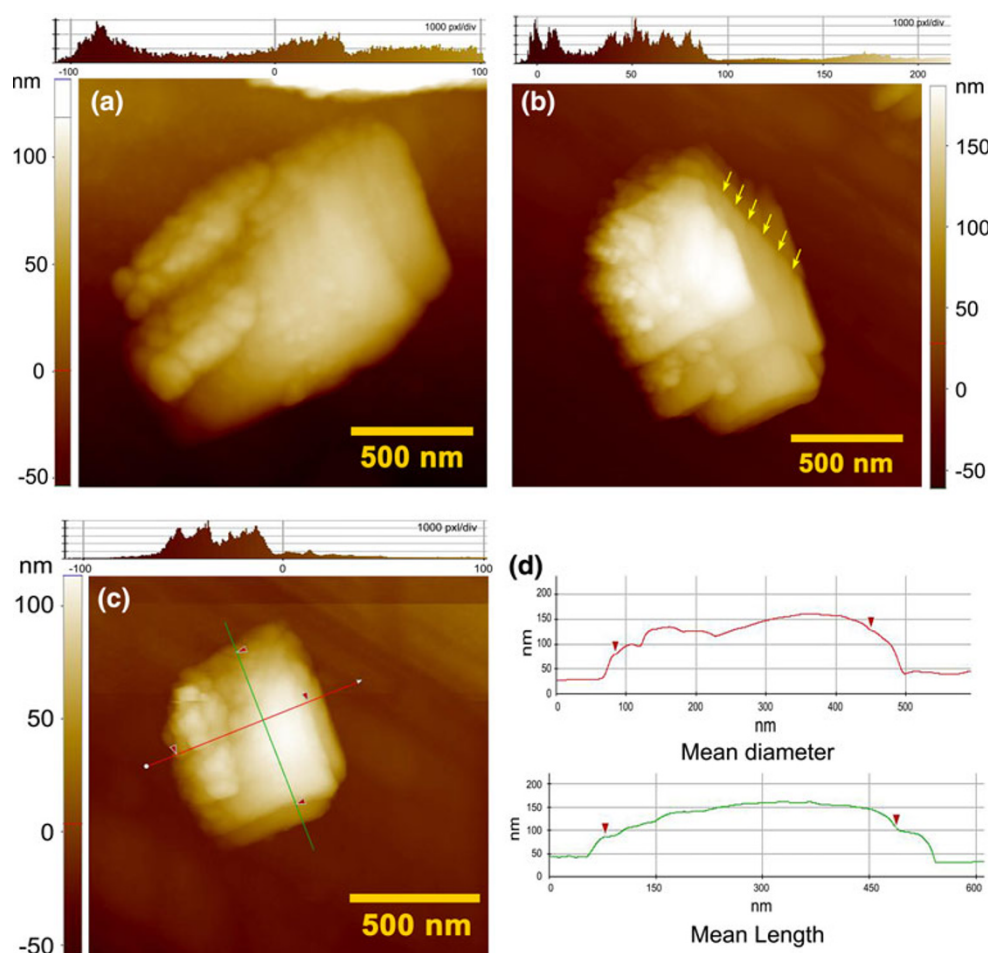 1000 pxl/div
-100 0 100
nm
(a)
100
50
0
-50
500 nm
1000 pxl/div
0 50 100 150 200
(b)
nm
150
100
50
0
-50
500 nm
1000 pxl/div
-100 0 100
nm
(c)
100
50
0
-50
500 nm
(d)
200
150
100
50
0
nm
0 100 200 300 400 500
nm
Mean diameter
200
150
100
50
0
nm
0 150 300 450 600
nm
Mean Length